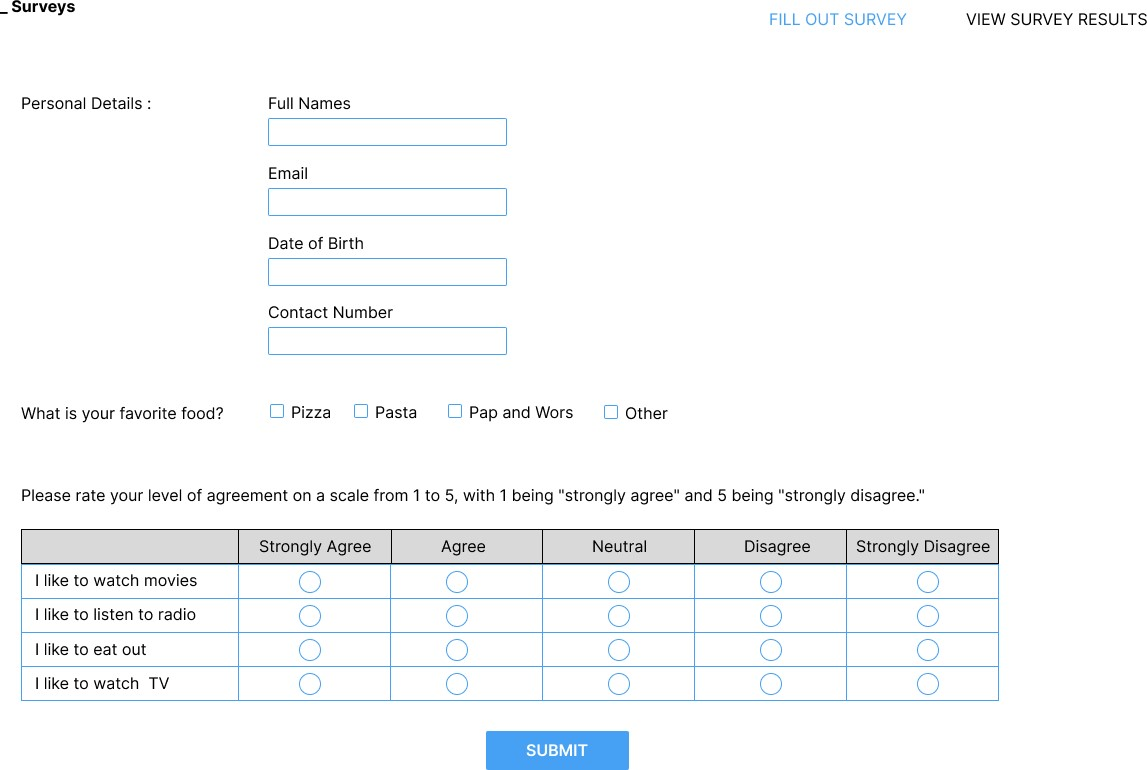 _ Surveys
FILL OUT SURVEY VIEW SURVEY RESULTS
Personal Details :
Full Names
Email
Date of Birth
Contact Number
What is your favorite food? Pizza Pasta Pap and Wors Other
Please rate your level of agreement on a scale from 1 to 5, with 1 being "strongly agree" and 5 being "strongly disagree."
Strongly Agree Agree Neutral Disagree Strongly Disagree
I like to watch movies
I like to listen to radio
I like to eat out
I like to watch  TV
SUBMIT